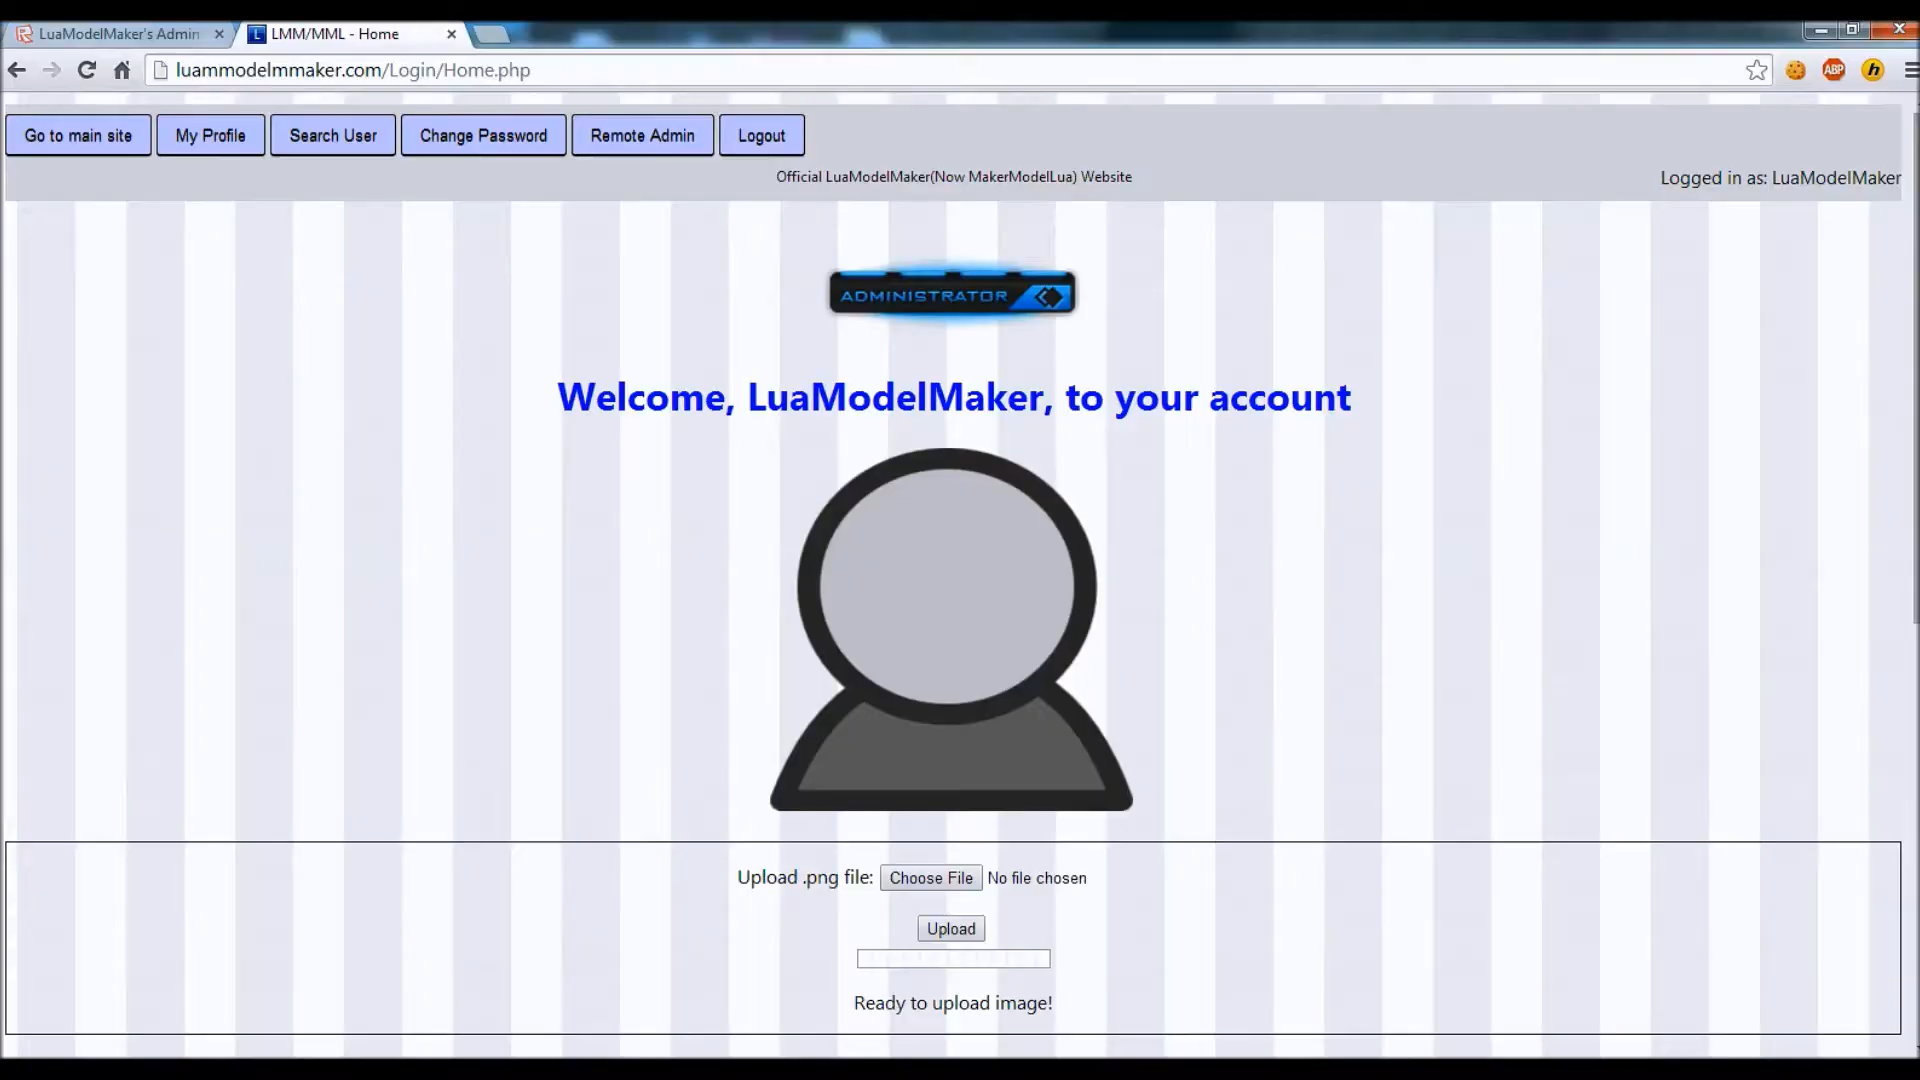 LuaModelMaker's Admin
LMM/MML - Home
luammodelmmaker.com/Login/Home.php
ABP
h
Go to main site
My Profile
Search User
Change Password
Remote Admin
Logout
Official LuaModelMaker(Now MakerModelLua) Website
Logged in as: LuaModelMaker
ADMINISTRATOR
Welcome, LuaModelMaker, to your account
Upload .png file: Choose File No file chosen
Upload
Ready to upload image!